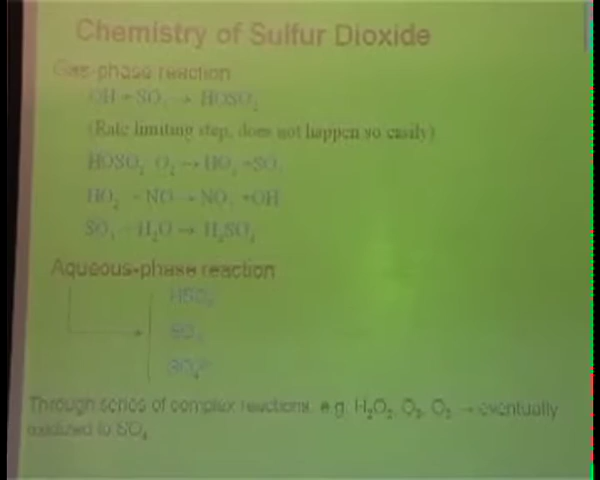 Chemistry of Sulfur Dioxide
Gas-phase reaction
OH + SO₂ → HOSO₂
(Rate limiting step, does not happen so easily)
HOSO₂ O₂ → HO₂ +SO₃
HO₂ + NO → NO₂ +OH
SO₃ H₂O → H₂SO₄
Aqueous-phase reaction
Through series of complex reactions, e.g. H₂O₂, O₃, O₂ → eventually
oxidized to SO₄